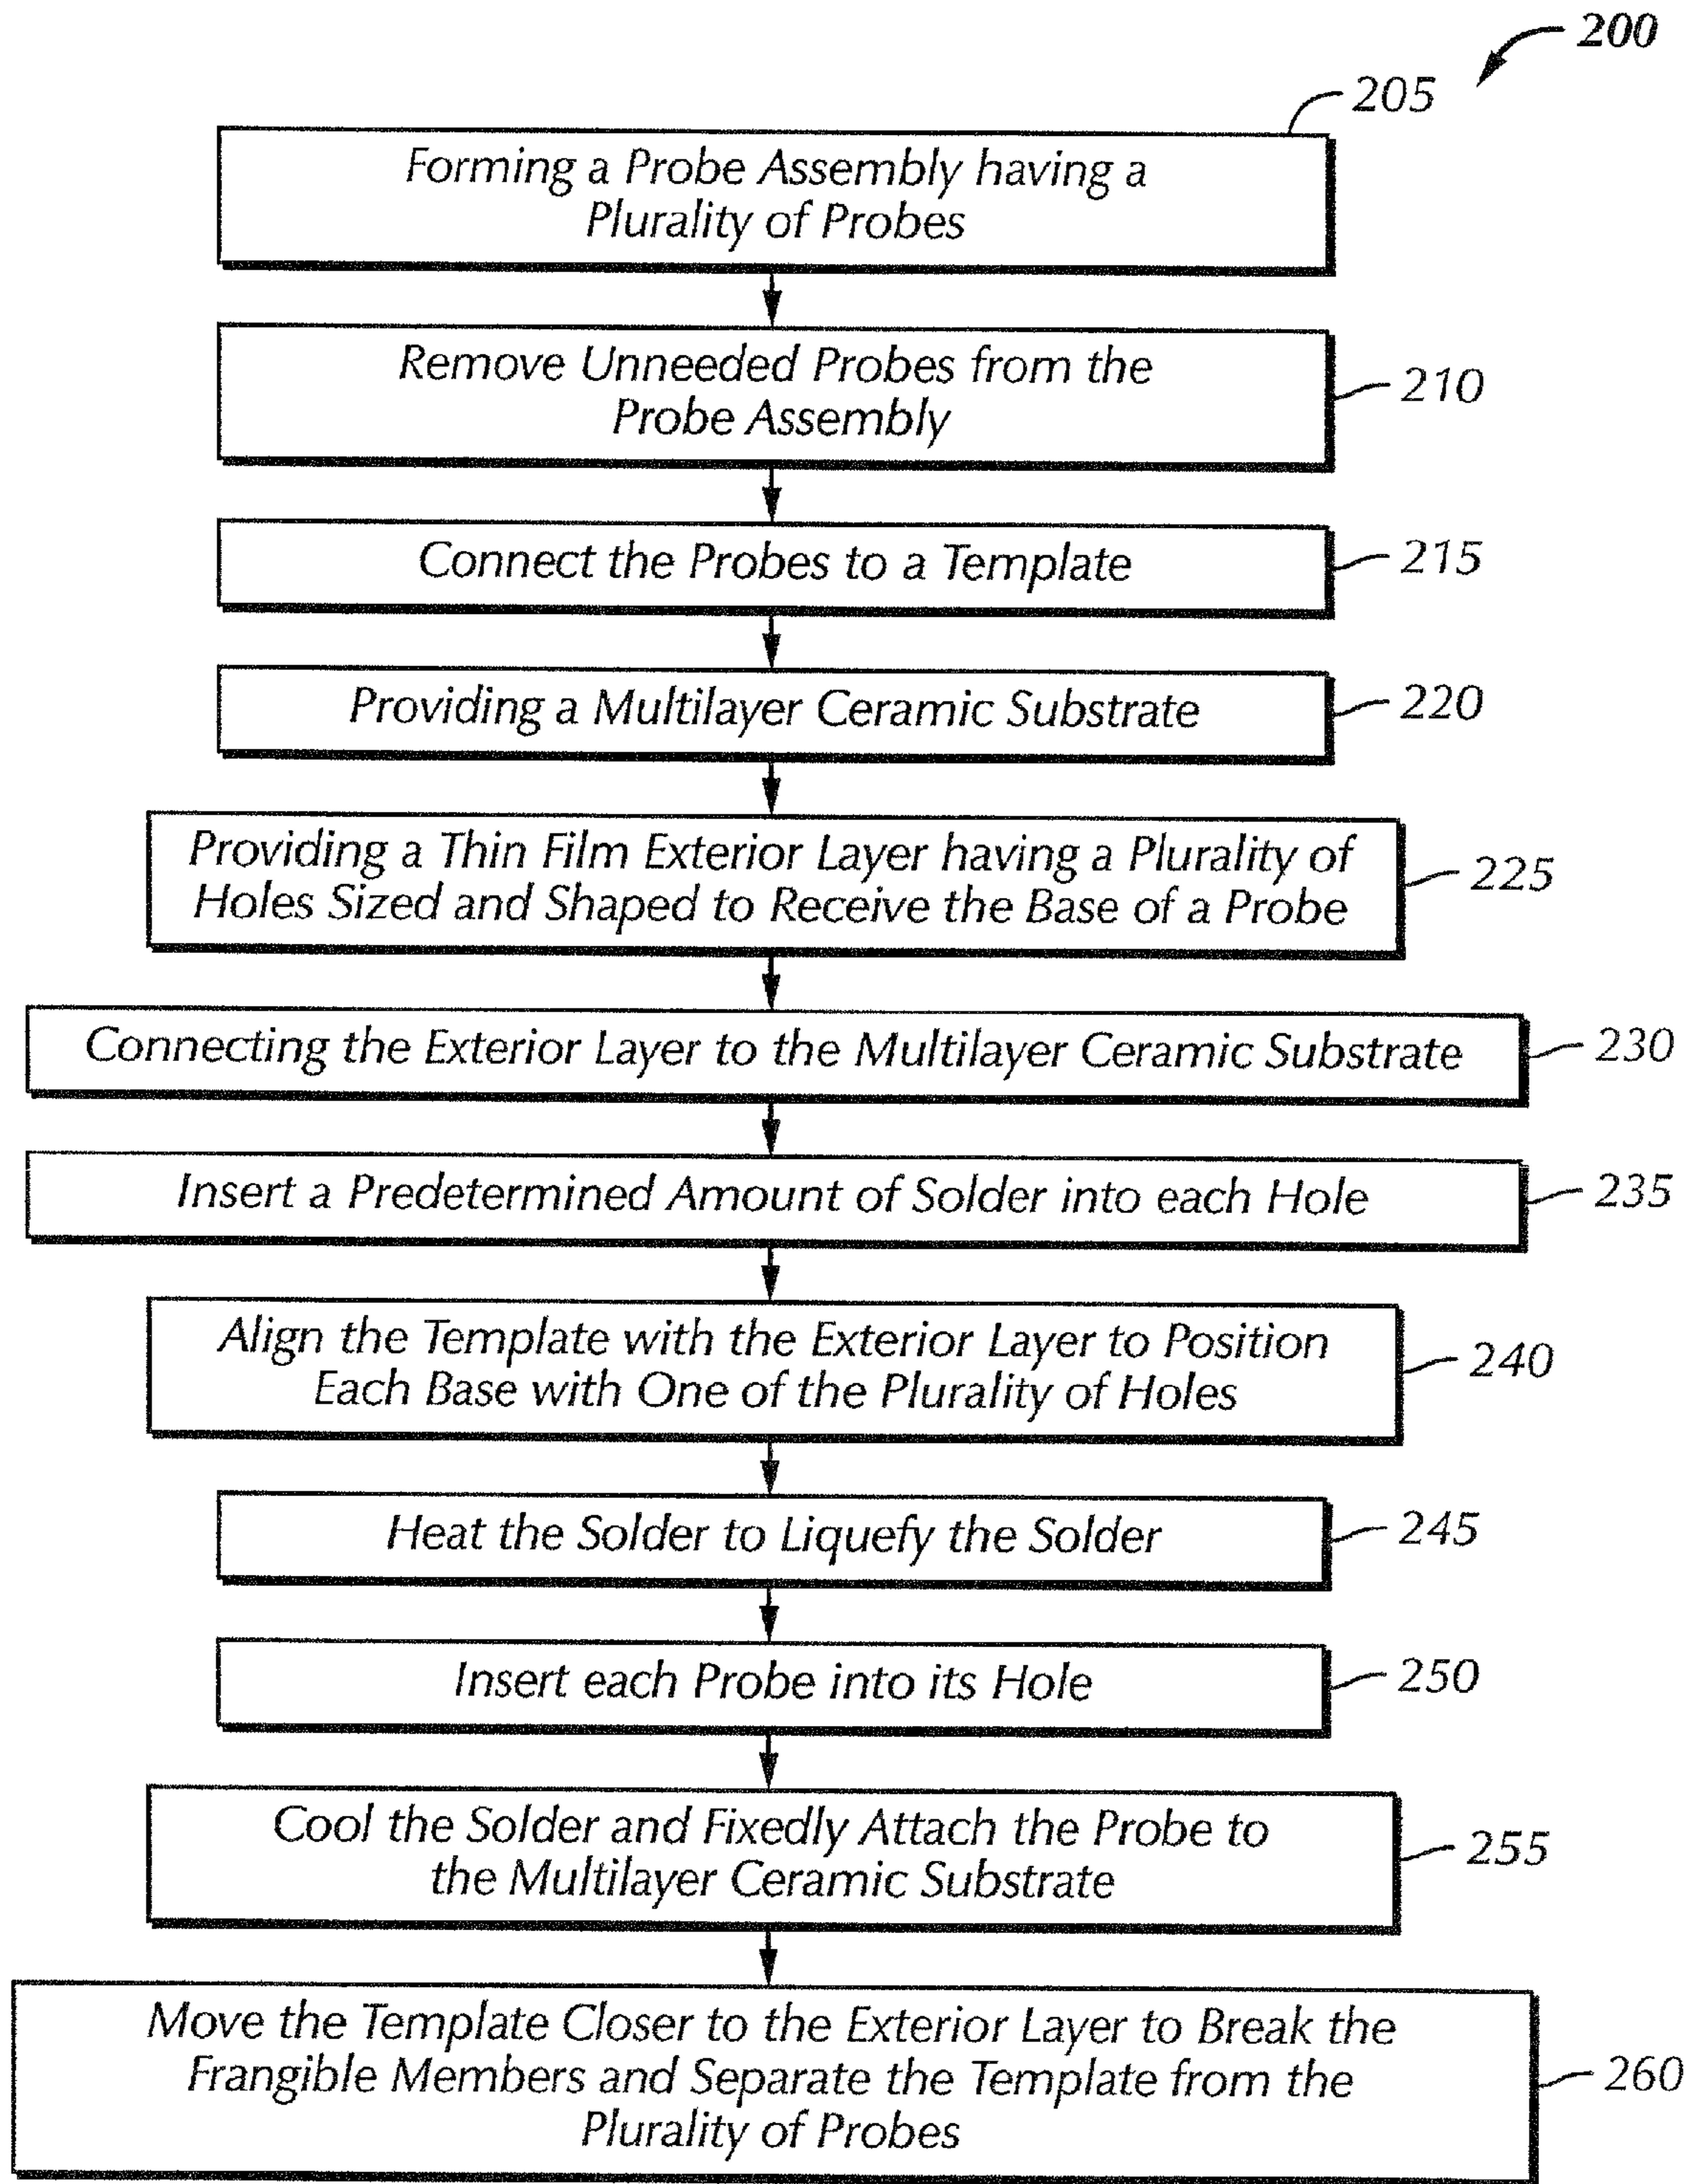 200
205
Forming a Probe Assembly having a
Plurality of Probes
Remove Unneeded Probes from the
Probe Assembly
210
Connect the Probes to a Template
215
Providing a Multilayer Ceramic Substrate
220
Providing a Thin Film Exterior Layer having a Plurality of
Holes Sized and Shaped to Receive the Base of a Probe
225
Connecting the Exterior Layer to the Multilayer Ceramic Substrate
230
Insert a Predetermined Amount of Solder into each Hole
235
Align the Template with the Exterior Layer to Position
Each Base with One of the Plurality of Holes
240
Heat the Solder to Liquefy the Solder
245
Insert each Probe into its Hole
250
Cool the Solder and Fixedly Attach the Probe to
the Multilayer Ceramic Substrate
255
Move the Template Closer to the Exterior Layer to Break the
Frangible Members and Separate the Template from the
Plurality of Probes
260